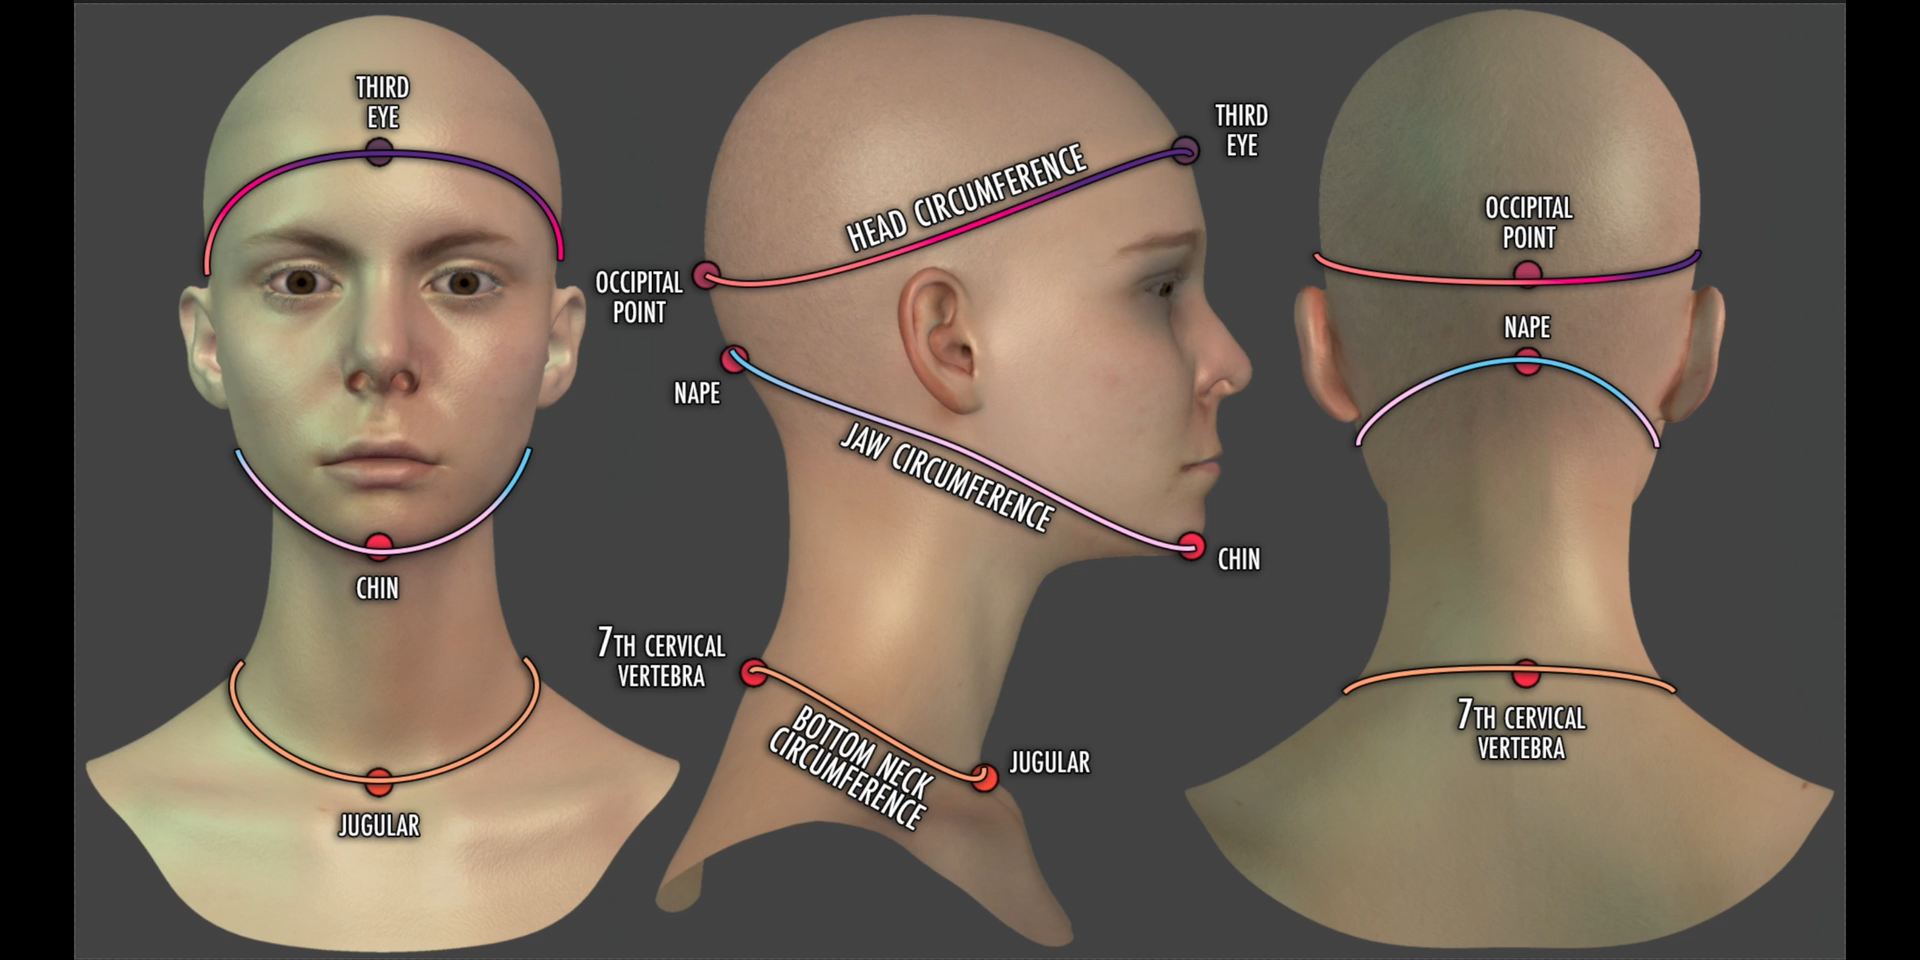 THIRD
EYE
CHIN
JUGULAR
THIRD
EYE
HEAD CIRCUMFERENCE
OCCIPITAL
POINT
NAPE
JAW CIRCUMFERENCE
CHIN
7TH CERVICAL
VERTEBRA
BOTTOM NECK
CIRCUMFERENCE
JUGULAR
OCCIPITAL
POINT
NAPE
7TH CERVICAL
VERTEBRA